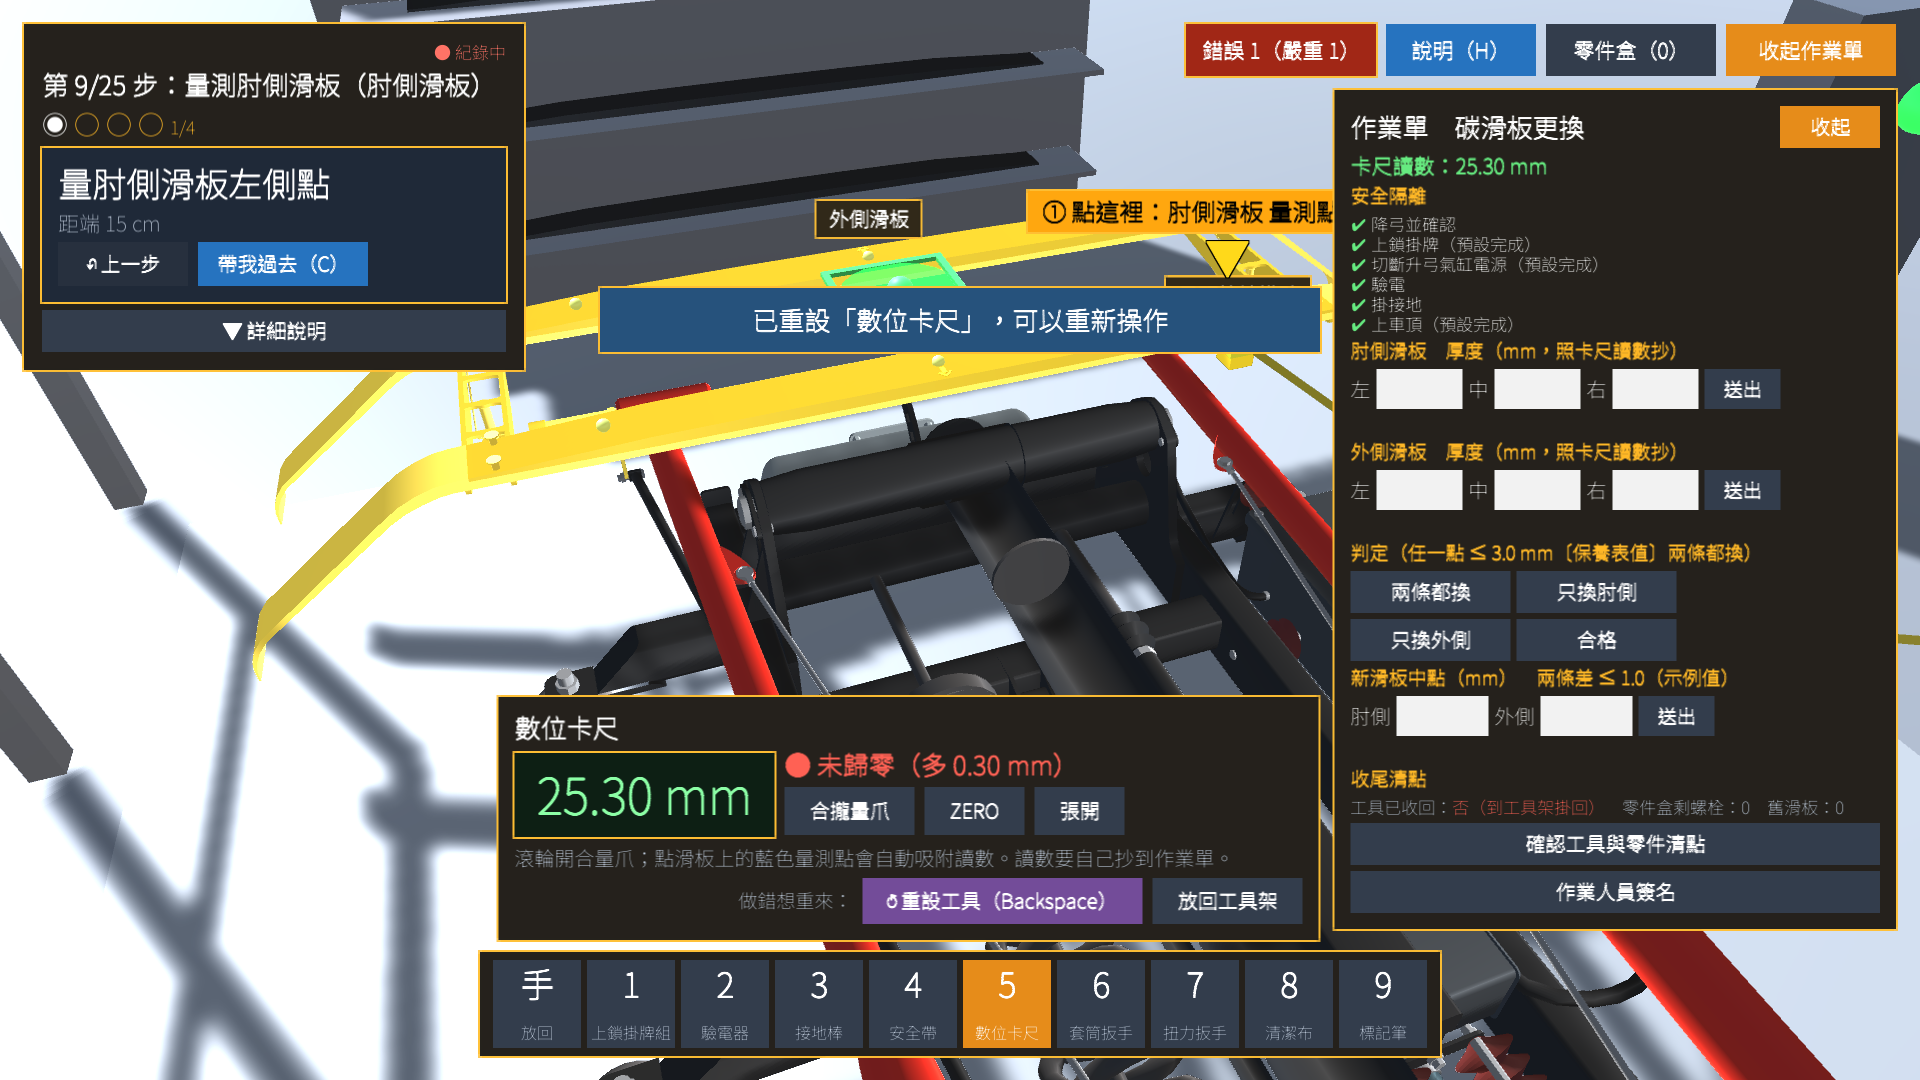 紀錄中
第 9/25 步：量測肘側滑板（肘側滑板）
1/4
量肘側滑板左側點
距端 15 cm
上一步
帶我過去（C）
▼詳細說明
錯誤 1（嚴重 1）
說明（H）
零件盒（0）
收起作業單
外側滑板
① 點這裡：肘側滑板 量測點
已重設「數位卡尺」，可以重新操作
作業單　碳滑板更換
收起
卡尺讀數：25.30 mm
安全隔離
✔ 降弓並確認
✔ 上鎖掛牌（預設完成）
✔ 切斷升弓氣缸電源（預設完成）
✔ 驗電
✔ 掛接地
✔ 上車頂（預設完成）
肘側滑板　厚度（mm，照卡尺讀數抄）
左 中 右 送出
外側滑板　厚度（mm，照卡尺讀數抄）
左 中 右 送出
判定（任一點 ≤ 3.0 mm〔保養表值〕兩條都換）
兩條都換 只換肘側
只換外側 合格
新滑板中點（mm）　兩條差 ≤ 1.0（示例值）
肘側 外側 送出
收尾清點
工具已收回：否（到工具架掛回）　零件盒剩螺栓：0　舊滑板：0
確認工具與零件清點
作業人員簽名
數位卡尺
25.30 mm
未歸零（多 0.30 mm）
合攏量爪 ZERO 張開
滾輪開合量爪；點滑板上的藍色量測點會自動吸附讀數。讀數要自己抄到作業單。
做錯想重來：
重設工具（Backspace）
放回工具架
手 1 2 3 4 5 6 7 8 9
放回 上鎖掛牌組 驗電器 接地棒 安全帶 數位卡尺 套筒扳手 扭力扳手 清潔布 標記筆